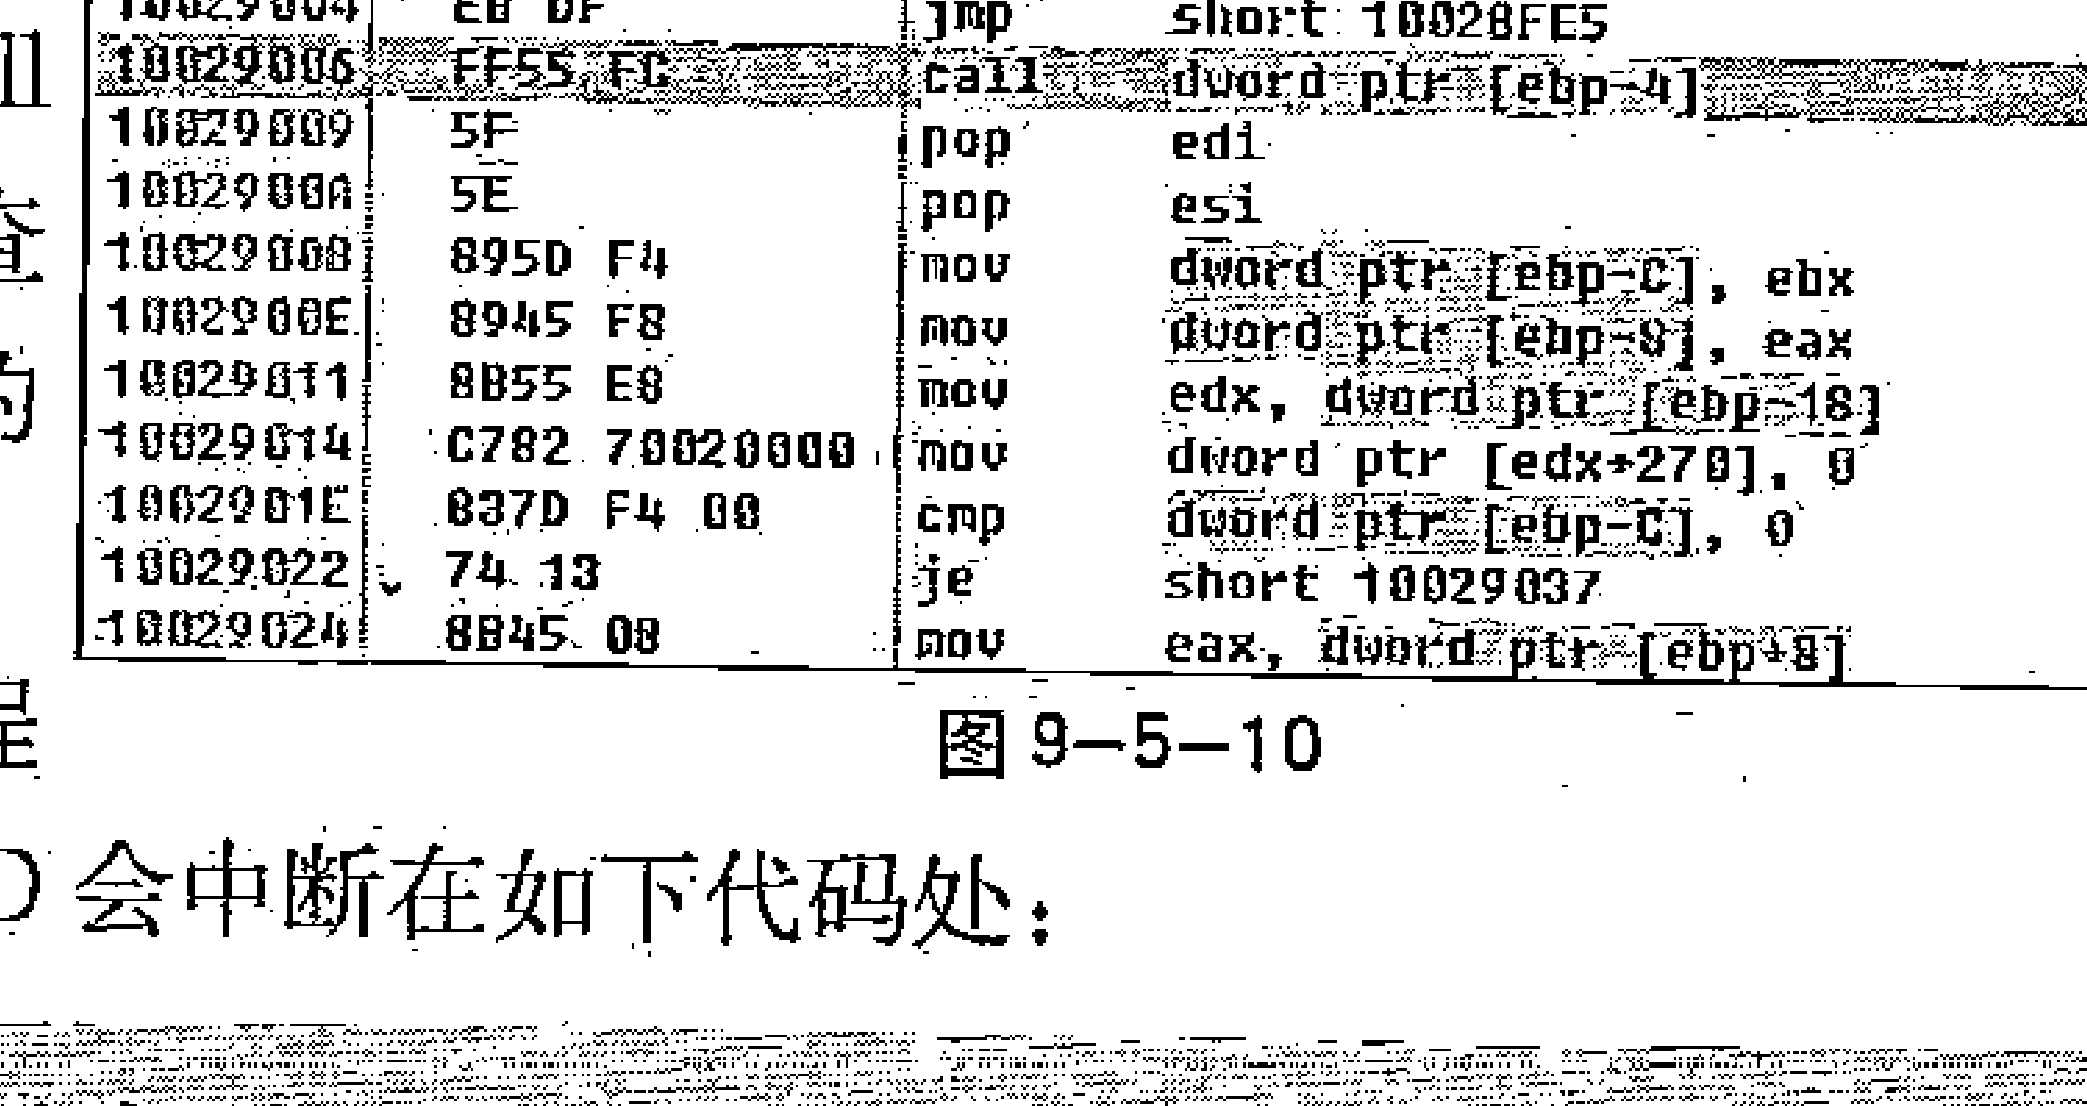 10029004 EB DF jmp short 10028FE5
ll
10029006 FF55 FC call dword ptr [ebp-4]
10029009 5F pop edi
1002900A 5E pop esi
1002900B 895D F4 mov dword ptr [ebp-C], ebx
1002900E 8945 F8 mov dword ptr [ebp-8], eax
10029011 8B55 E8 mov edx, dword ptr [ebp-18]
的
10029014 C782 70020000 mov dword ptr [edx+270], 0
1002901E 837D F4 00 cmp dword ptr [ebp-C], 0
10029022 74 13 je short 10029037
10029024 8B45 08 mov eax, dword ptr [ebp+8]
图 9-5-10
D 会中断在如下代码处：